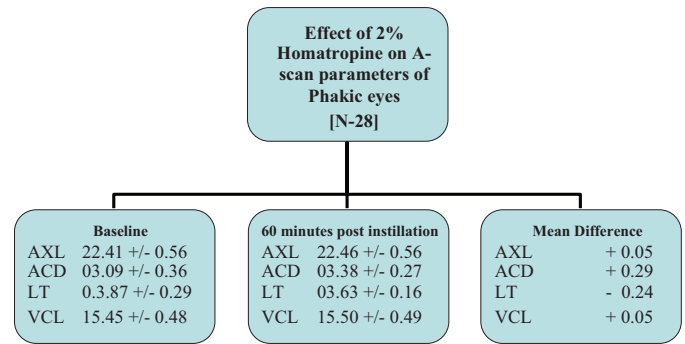 Effect of 2%
Homatropine on A-
scan parameters of
Phakic eyes
[N-28]
Baseline
AXL 22.41 +/- 0.56
ACD 03.09 +/- 0.36
LT 0.3.87 +/- 0.29
VCL 15.45 +/- 0.48
60 minutes post instillation
AXL 22.46 +/- 0.56
ACD 03.38 +/- 0.27
LT 03.63 +/- 0.16
VCL 15.50 +/- 0.49
Mean Difference
AXL + 0.05
ACD + 0.29
LT - 0.24
VCL + 0.05